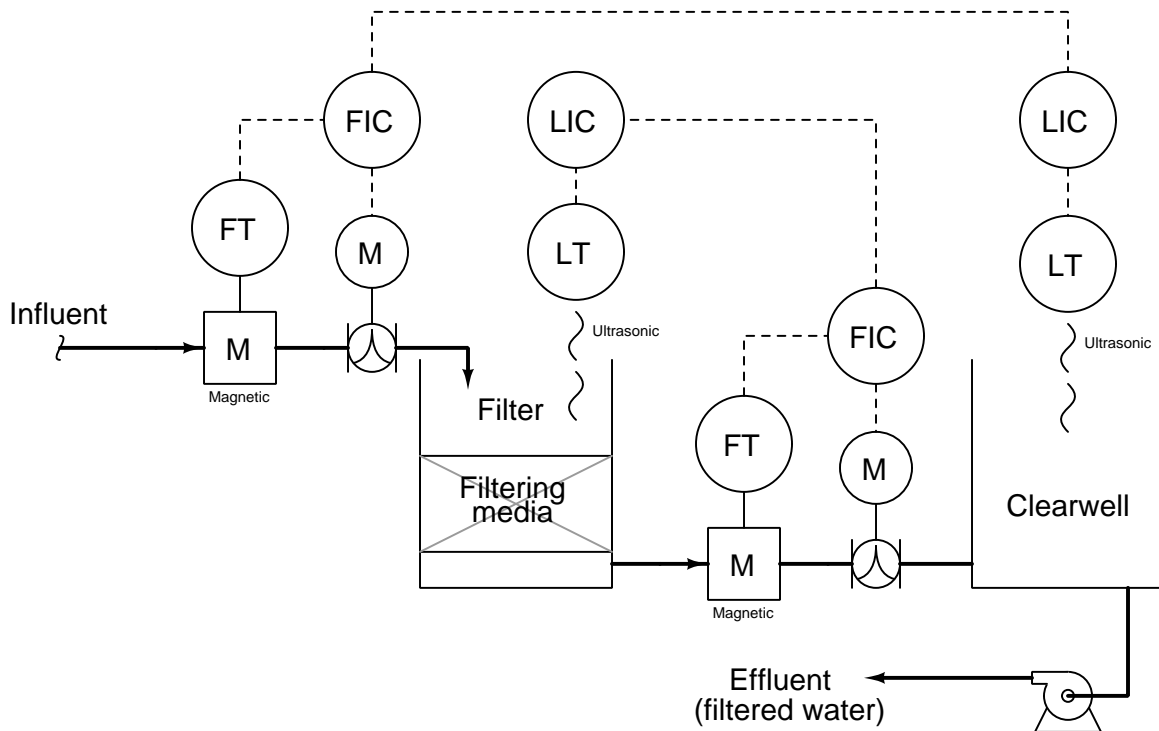 FIC
LIC
LIC
FT
M
LT
LT
Influent
M
Magnetic
Ultrasonic
Ultrasonic
FIC
Filter
FT
M
Filtering
media
Clearwell
M
Magnetic
Effluent
(filtered water)